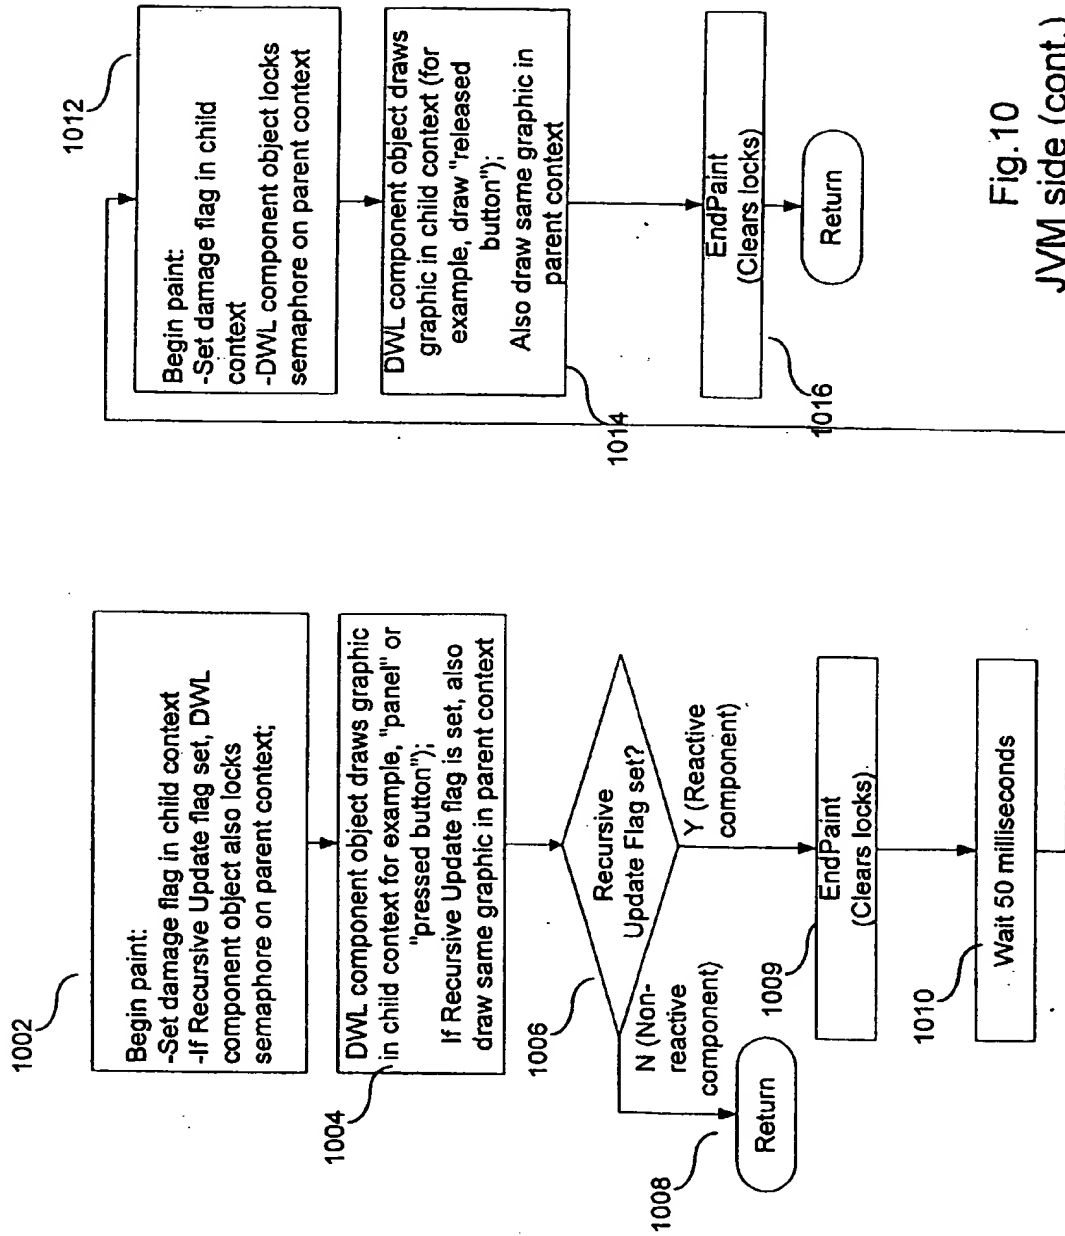 1002
Begin paint:
-Set damage flag in child context
-If Recursive Update flag set, DWL
component object also locks
semaphore on parent context;
1004
DWL component object draws graphic
in child context for example, "panel" or
"pressed button");
If Recursive Update flag is set, also
draw same graphic in parent context
1006
Recursive
Update Flag set?
N (Non-
reactive
component)
Y (Reactive
component)
1008
Return
1009
EndPaint
(Clears locks)
1010
Wait 50 milliseconds
1012
Begin paint:
-Set damage flag in child
context
-DWL component object locks
semaphore on parent context
DWL component object draws
graphic in child context (for
example, draw "released
button");
Also draw same graphic in
parent context
1014
EndPaint
(Clears locks)
1016
Return
Fig.10
JVM side (cont.)